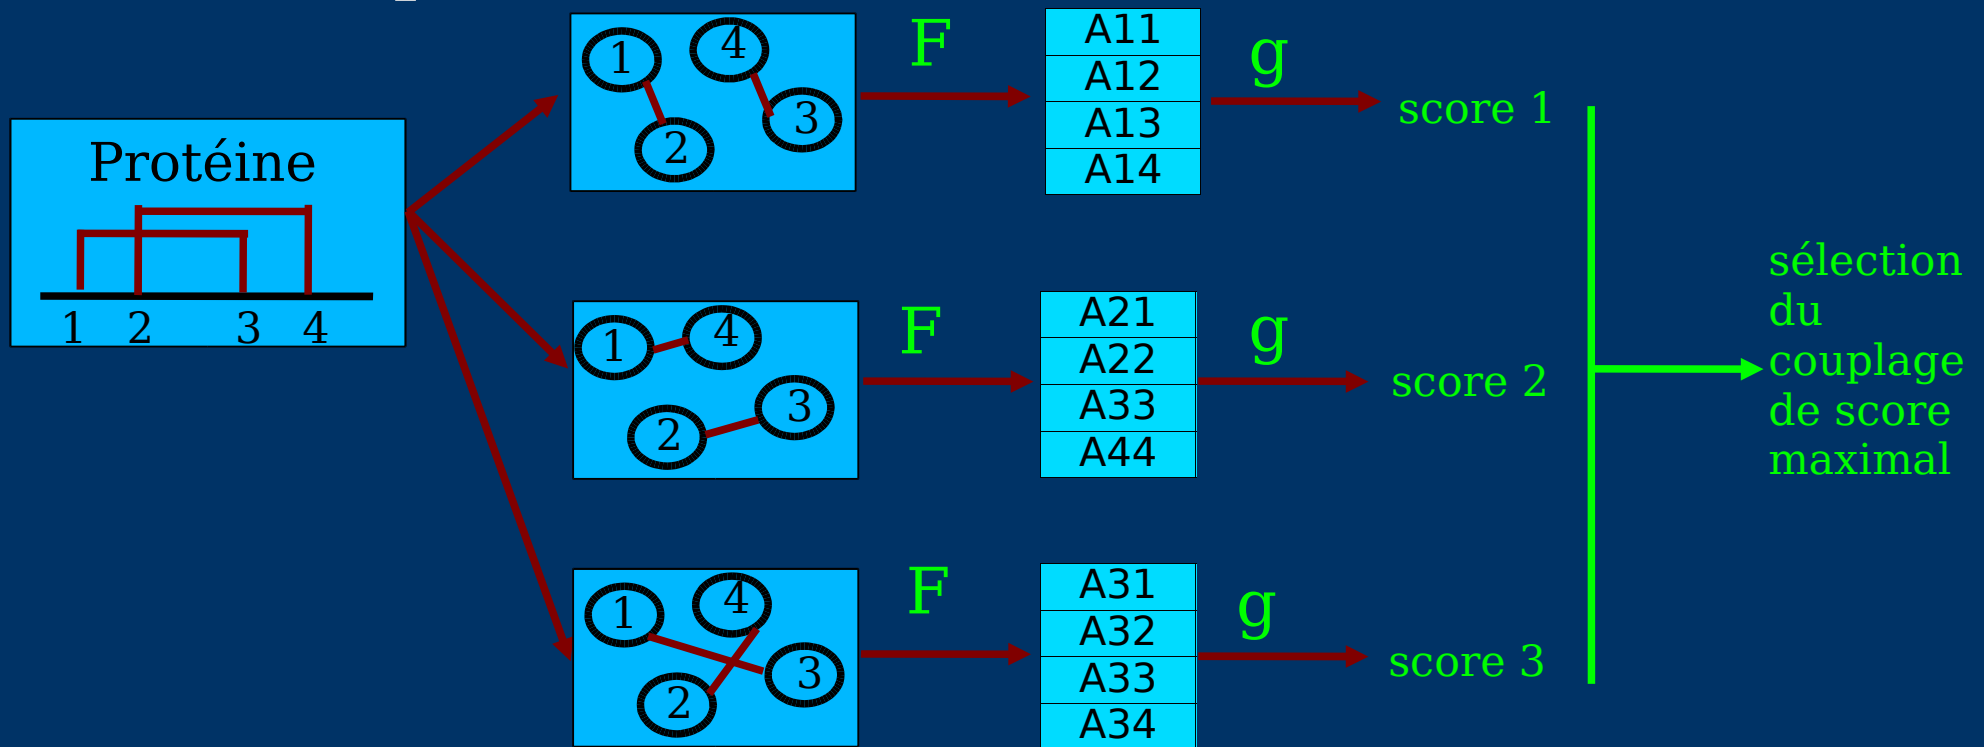 Protéine
1 2 3 4
1 4
2 3
F
A11
A12
A13
A14
g
score 1
1 4
2 3
F
A21
A22
A33
A44
g
score 2
1 4
2 3
F
A31
A32
A33
A34
g
score 3
sélection
du
couplage
de score
maximal